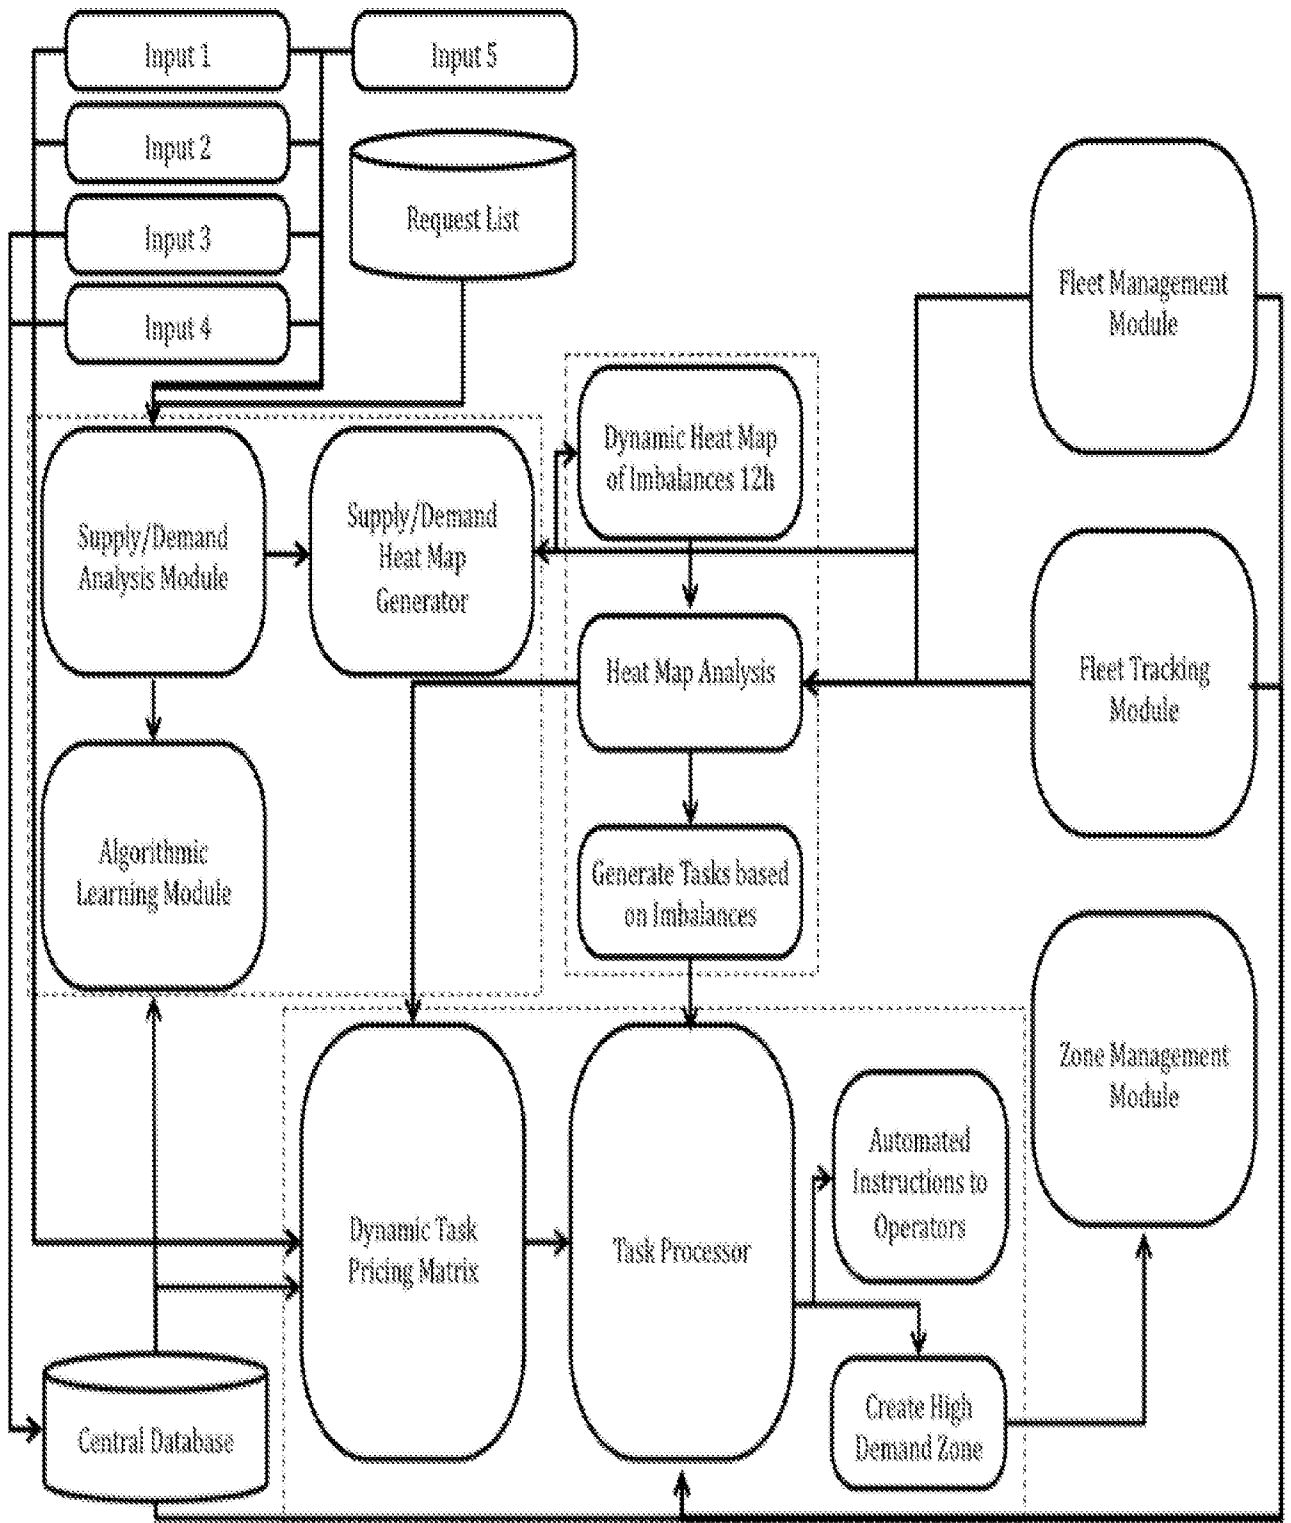 Input 1
Input 5
Input 2
Request List
Input 3
Input 4
Fleet Management
Module
Dynamic Heat Map
of Imbalances 12h
Supply/Demand
Analysis Module
Supply/Demand
Heat Map
Generator
Heat Map Analysis
Fleet Tracking
Module
Algorithmic
Learning Module
Generate Tasks based
on Imbalances
Zone Management
Module
Automated
Instructions to
Operators
Dynamic Task
Pricing Matrix
Task Processor
Create High
Demand Zone
Central Database